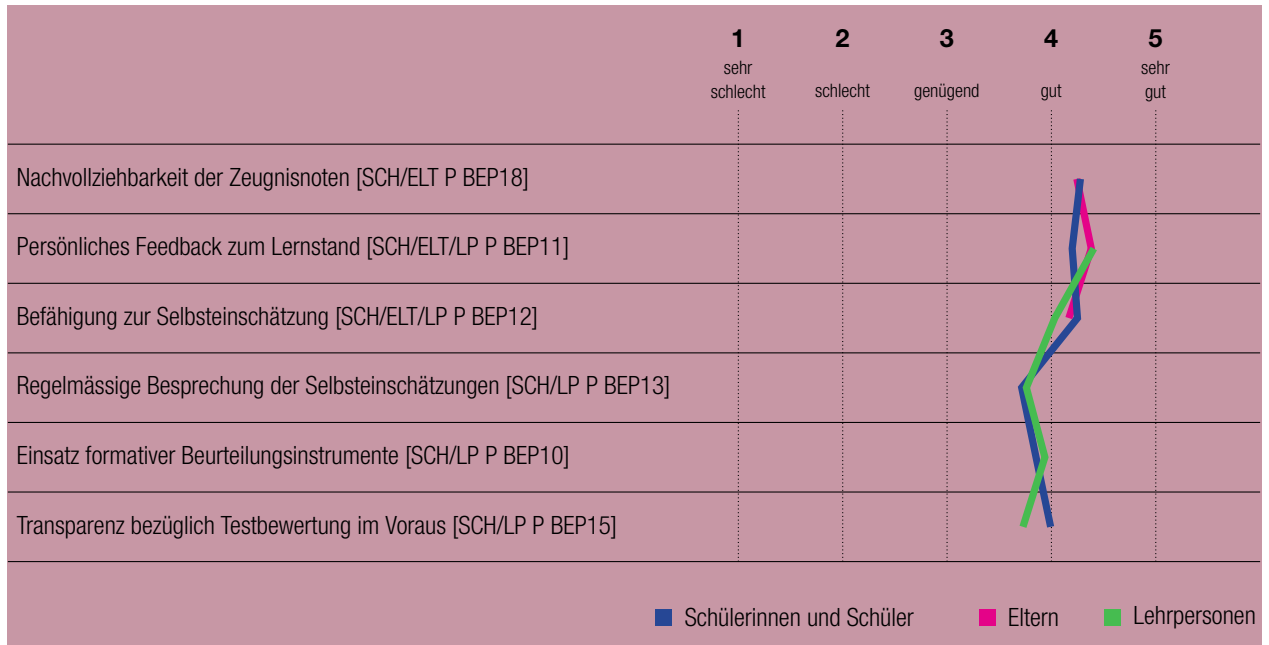 1 2 3 4 5
sehr schlecht schlecht genügend gut sehr gut
Nachvollziehbarkeit der Zeugnisnoten [SCH/ELT P BEP18]
Persönliches Feedback zum Lernstand [SCH/ELT/LP P BEP11]
Befähigung zur Selbsteinschätzung [SCH/ELT/LP P BEP12]
Regelmässige Besprechung der Selbsteinschätzungen [SCH/LP P BEP13]
Einsatz formativer Beurteilungsinstrumente [SCH/LP P BEP10]
Transparenz bezüglich Testbewertung im Voraus [SCH/LP P BEP15]
Schülerinnen und Schüler Eltern Lehrpersonen